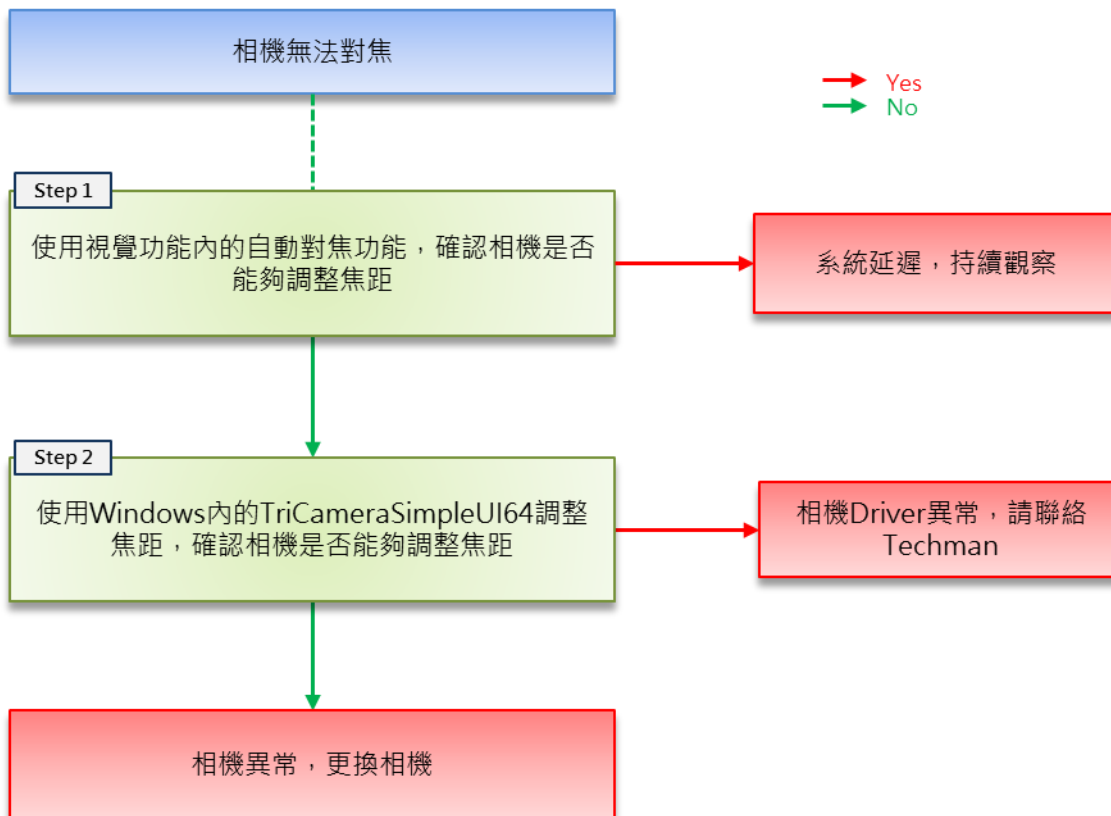 相機無法對焦
Yes
No
Step 1
使用視覺功能內的自動對焦功能，確認相機是否
能夠調整焦距
系統延遲，持續觀察
Step 2
使用Windows內的TriCameraSimpleUI64調整
焦距，確認相機是否能夠調整焦距
相機Driver異常，請聯絡
Techman
相機異常，更換相機